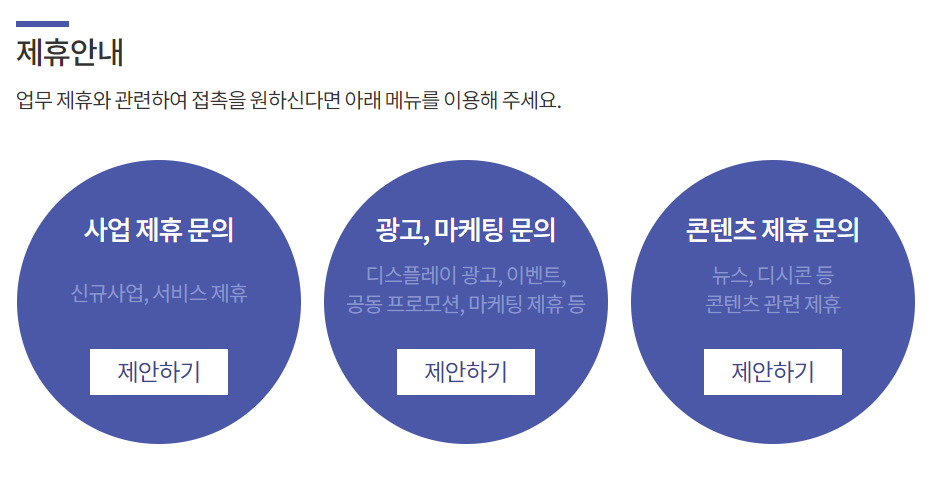 제휴안내
업무 제휴와 관련하여 접촉을 원하신다면 아래 메뉴를 이용해 주세요.
사업 제휴 문의
신규사업, 서비스 제휴
제안하기
광고, 마케팅 문의
디스플레이 광고, 이벤트,
공동 프로모션, 마케팅 제휴 등
제안하기
콘텐츠 제휴 문의
뉴스, 디시콘 등
콘텐츠 관련 제휴
제안하기